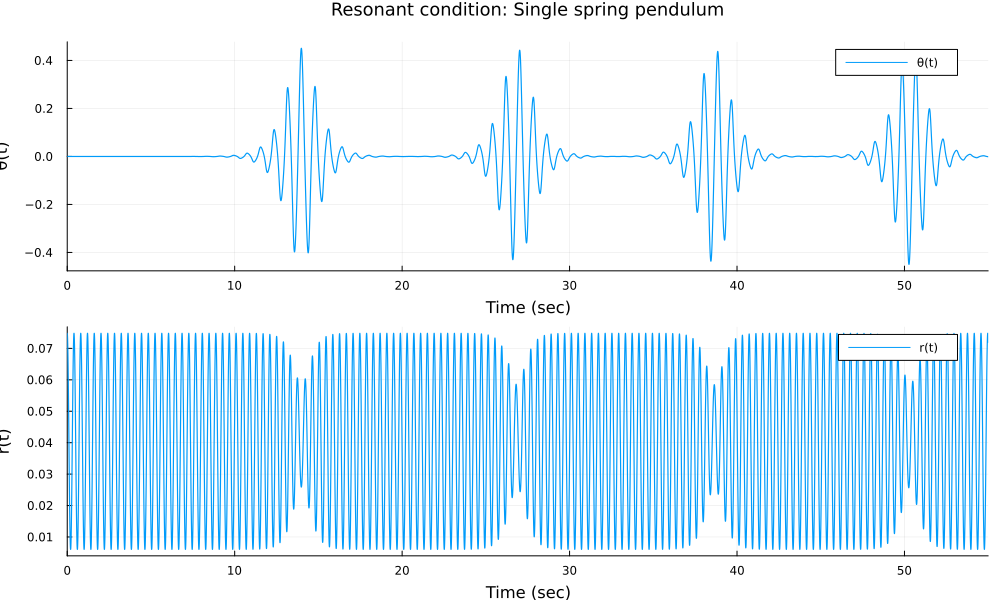 Resonant condition: Single spring pendulum
θ(t)
0.4
0.2
0.0
−0.2
−0.4
θ(t)
0 10 20 30 40 50
Time (sec)
r(t)
0.07
0.06
0.05
0.04
0.03
0.02
0.01
r(t)
0 10 20 30 40 50
Time (sec)